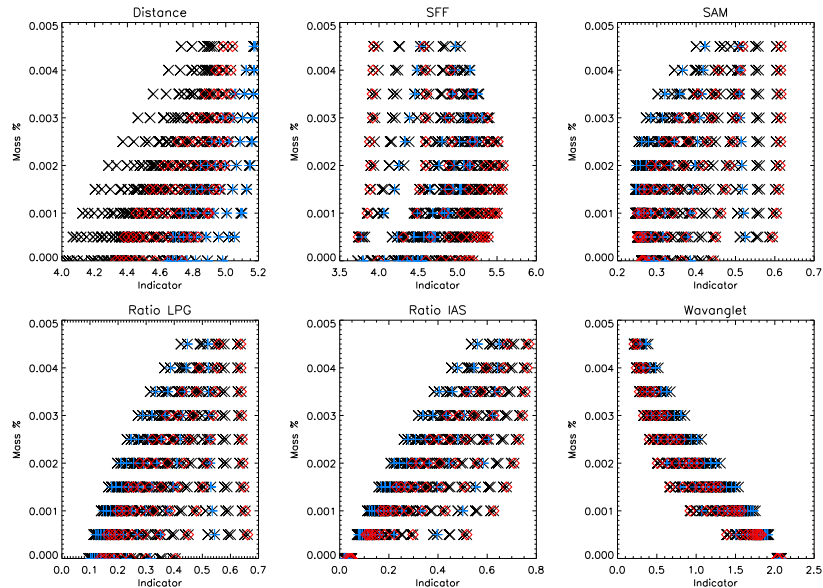 Distance
SFF
SAM
0.005
0.004
0.003
0.002
0.001
0.000
Mass %
4.0 4.2 4.4 4.6 4.8 5.0 5.2
Indicator
0.005
0.004
0.003
0.002
0.001
0.000
Mass %
3.5 4.0 4.5 5.0 5.5 6.0
Indicator
0.005
0.004
0.003
0.002
0.001
0.000
Mass %
0.2 0.3 0.4 0.5 0.6 0.7
Indicator
Ratio LPG
Ratio IAS
Wavanglet
0.005
0.004
0.003
0.002
0.001
0.000
Mass %
0.0 0.1 0.2 0.3 0.4 0.5 0.6 0.7
Indicator
0.005
0.004
0.003
0.002
0.001
0.000
Mass %
0.0 0.2 0.4 0.6 0.8
Indicator
0.005
0.004
0.003
0.002
0.001
0.000
Mass %
0.0 0.5 1.0 1.5 2.0 2.5
Indicator